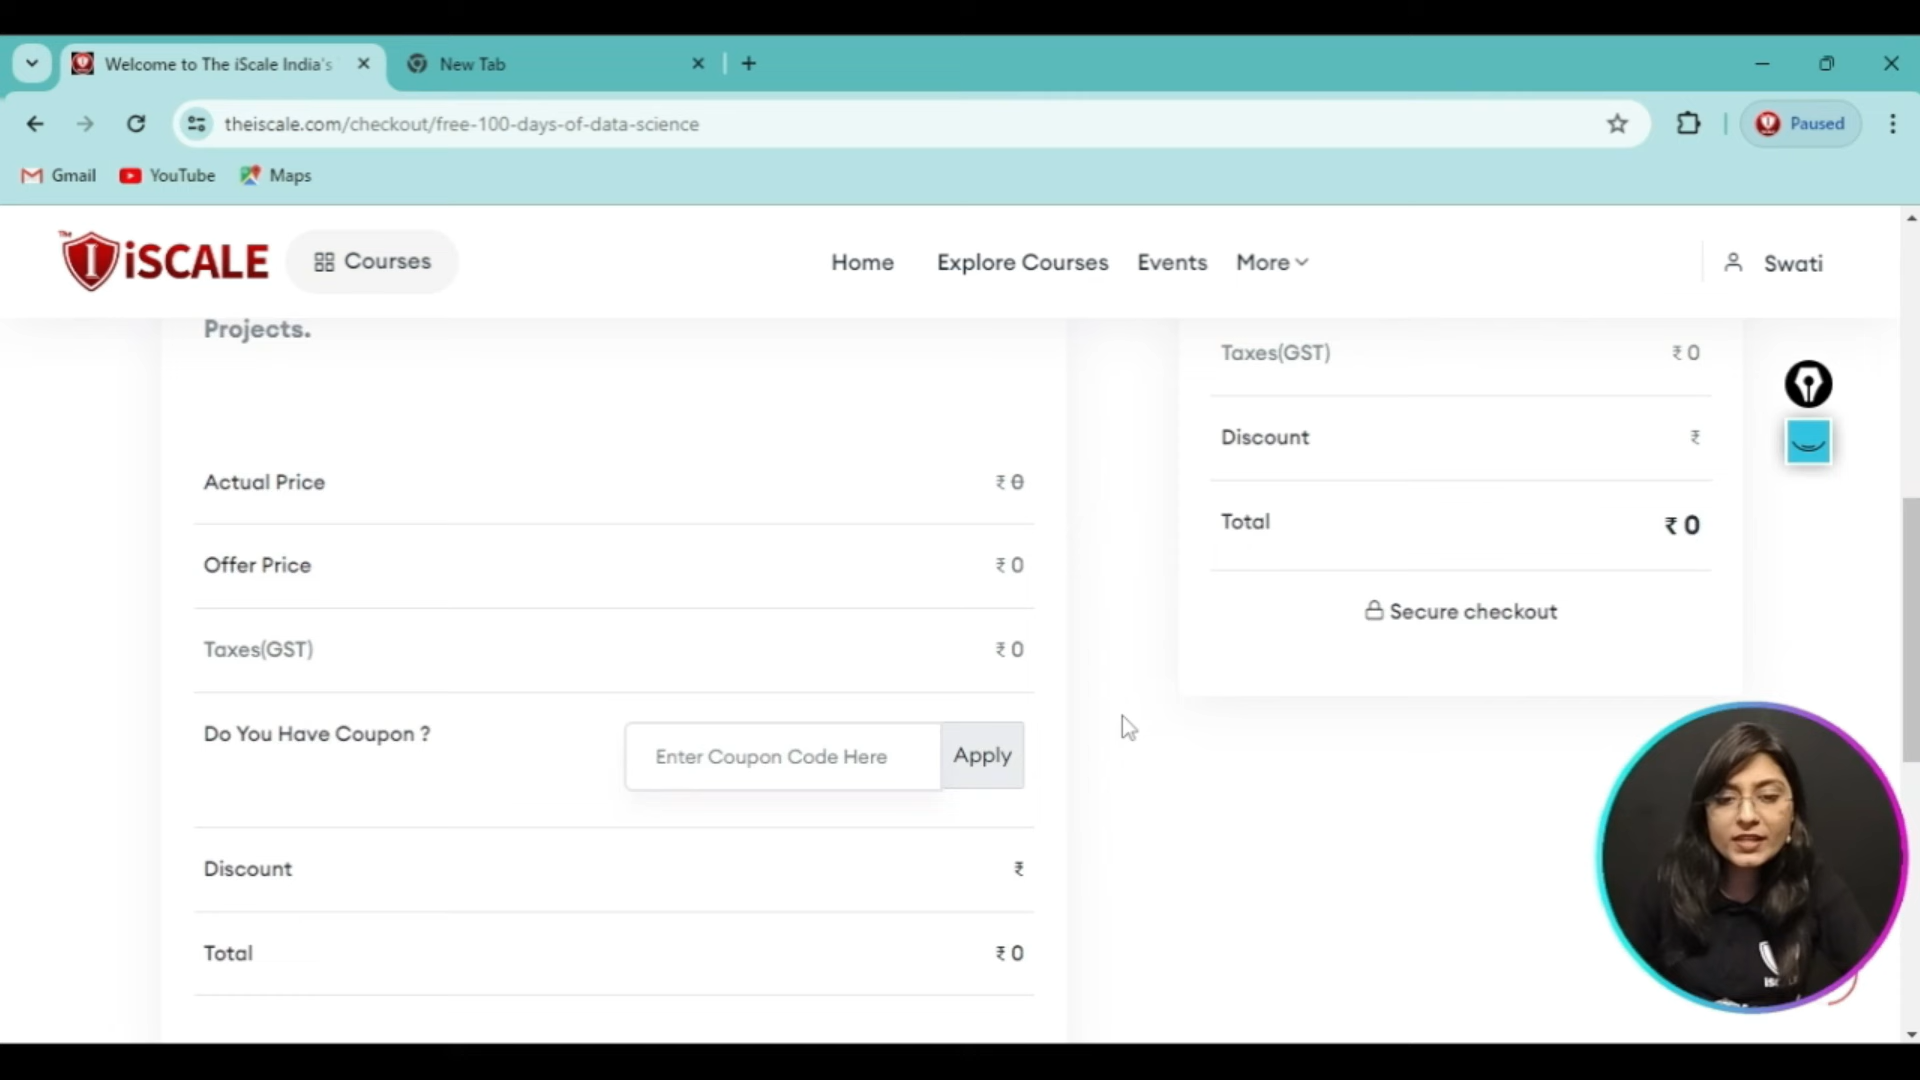 Welcome to The iScale India's
New Tab
theiscale.com/checkout/free-100-days-of-data-science
Paused
Gmail
YouTube
Maps
The iSCALE
Courses
Home
Explore Courses
Events
More
Swati
Projects.
Actual Price
₹ 0
Offer Price
₹ 0
Taxes(GST)
₹ 0
Do You Have Coupon ?
Enter Coupon Code Here
Apply
Discount
₹
Total
₹ 0
Taxes(GST)
₹ 0
Discount
₹
Total
₹ 0
Secure checkout